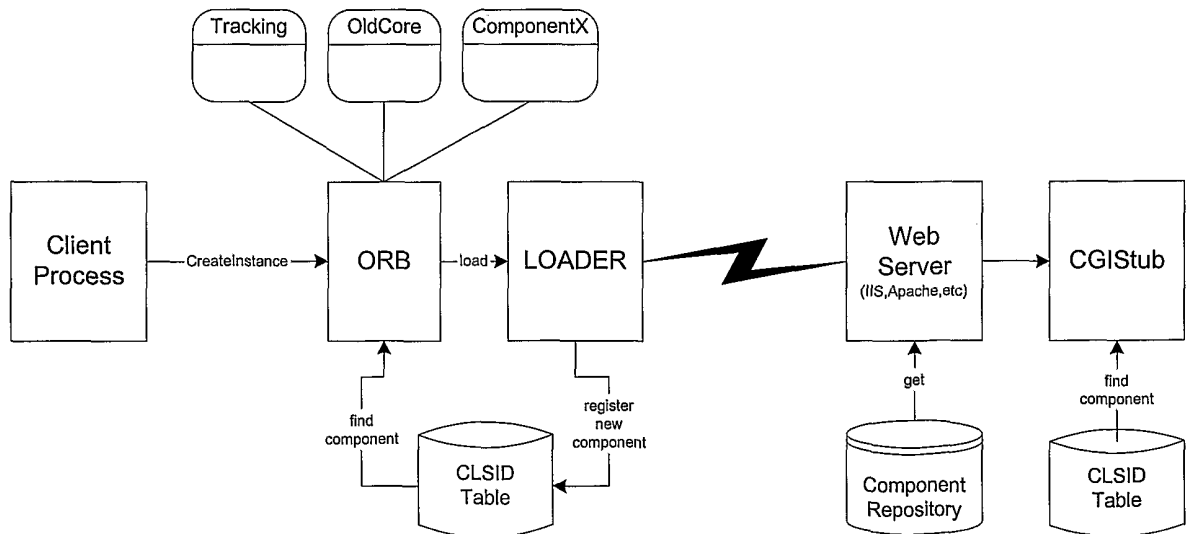 Tracking
OldCore
ComponentX
Client
Process
CreateInstance
ORB
load
LOADER
Web
Server
(IIS,Apache,etc)
CGIStub
find
component
register
new
component
CLSID
Table
get
Component
Repository
find
component
CLSID
Table